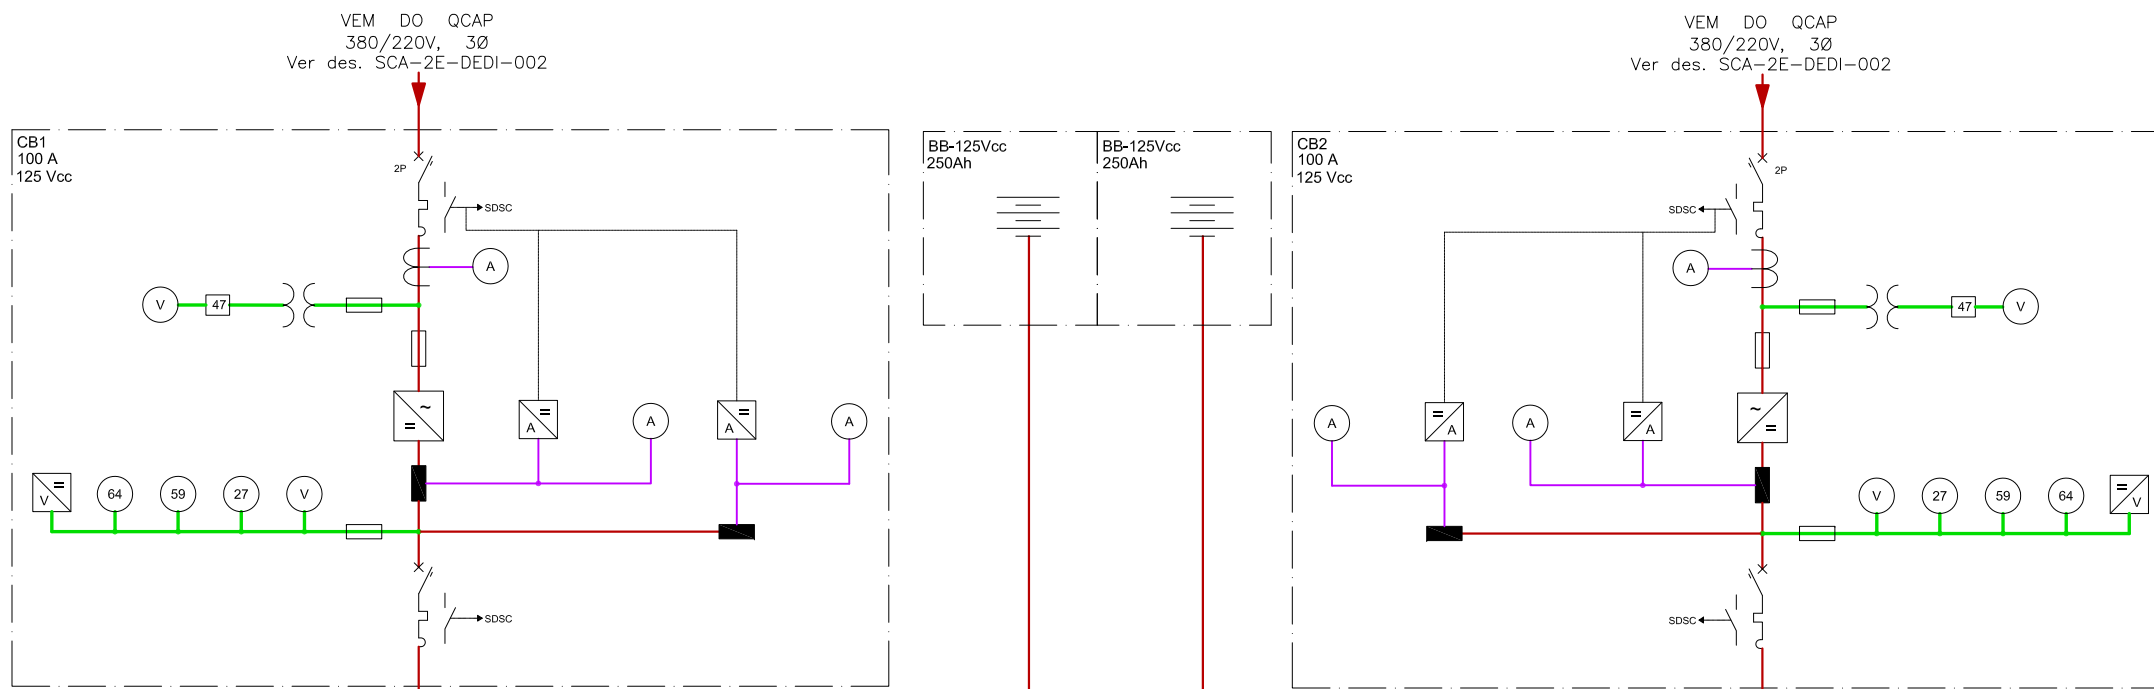 VEM DO QCAP
380/220V, 3Ø
Ver des. SCA-2E-DEDI-002
VEM DO QCAP
380/220V, 3Ø
Ver des. SCA-2E-DEDI-002
CB1
100 A
125 Vcc
2P
SDSC
A
V
47
~
=
=
A
A
=
A
A
=
V
64
59
27
V
SDSC
BB-125Vcc
250Ah
BB-125Vcc
250Ah
CB2
100 A
125 Vcc
2P
SDSC
A
47
V
A
=
A
A
=
A
~
=
V
27
59
64
=
V
SDSC